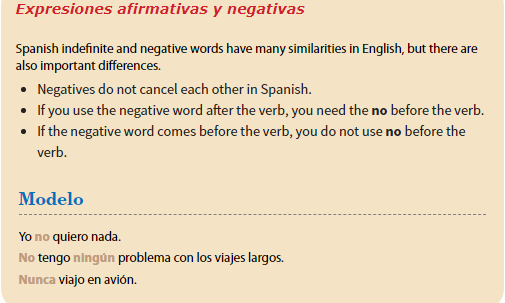 Expresiones afirmativas y negativas
Spanish indefinite and negative words have many similarities in English, but there are
also important differences.
• Negatives do not cancel each other in Spanish.
• If you use the negative word after the verb, you need the no before the verb.
• If the negative word comes before the verb, you do not use no before the
verb.
Modelo
Yo no quiero nada.
No tengo ningún problema con los viajes largos.
Nunca viajo en avión.